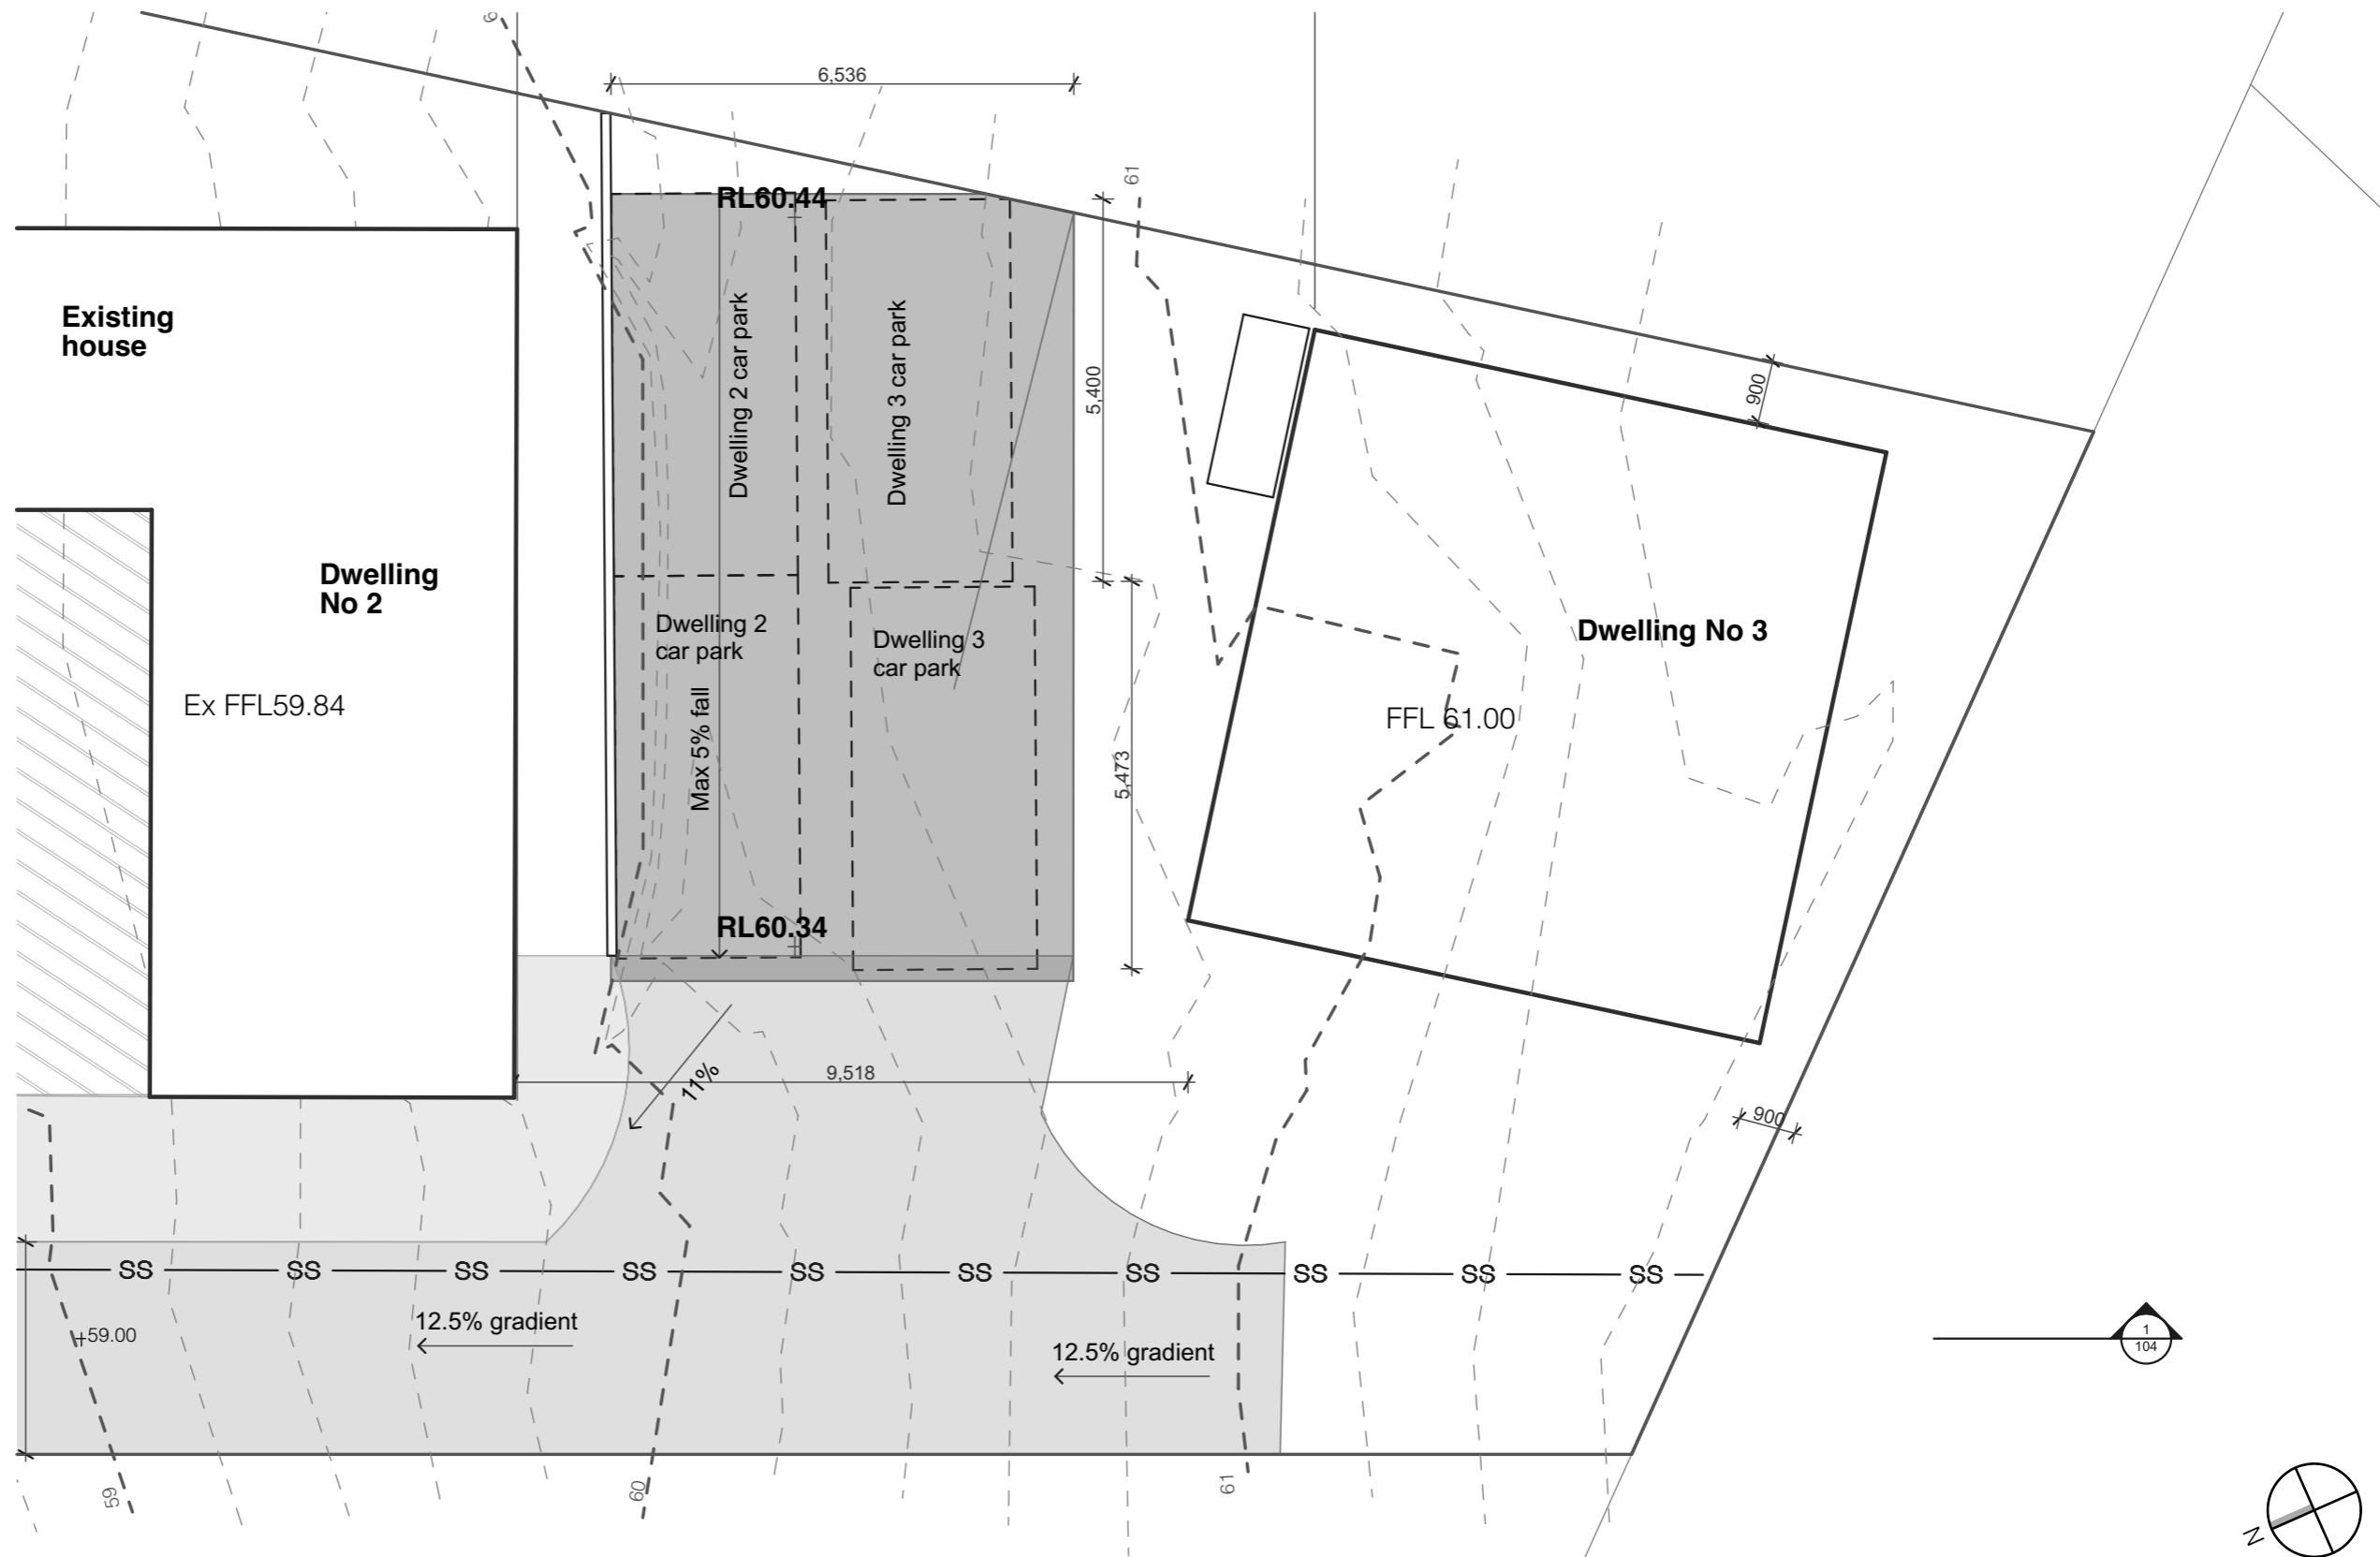 6,536
61
RL60.44
Existing
house
Dwelling 2 car park
Dwelling 3 car park
5,400
900
Dwelling
No 2
Dwelling 2
car park
Dwelling 3
car park
Dwelling No 3
Ex FFL59.84
Max 5% fall
FFL 61.00
5,473
RL60.34
11%
9,518
900
SS SS SS SS SS SS SS SS SS SS
12.5% gradient
+59.00
12.5% gradient
1
104
59
60
61
N